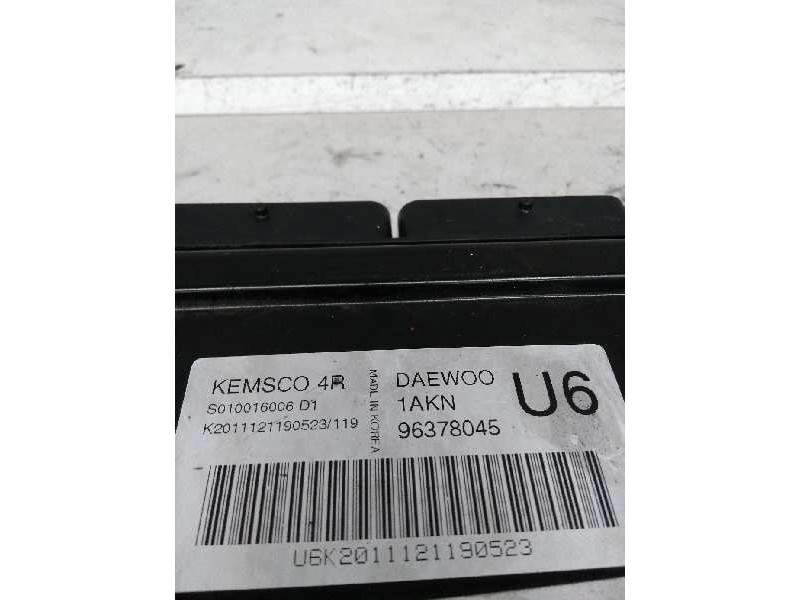 KEMSCO 4R
S010016006 D1
K2011121190523/119
MADE IN KOREA
DAEWOO
1AKN
96378045
U6
U6K2011121190523